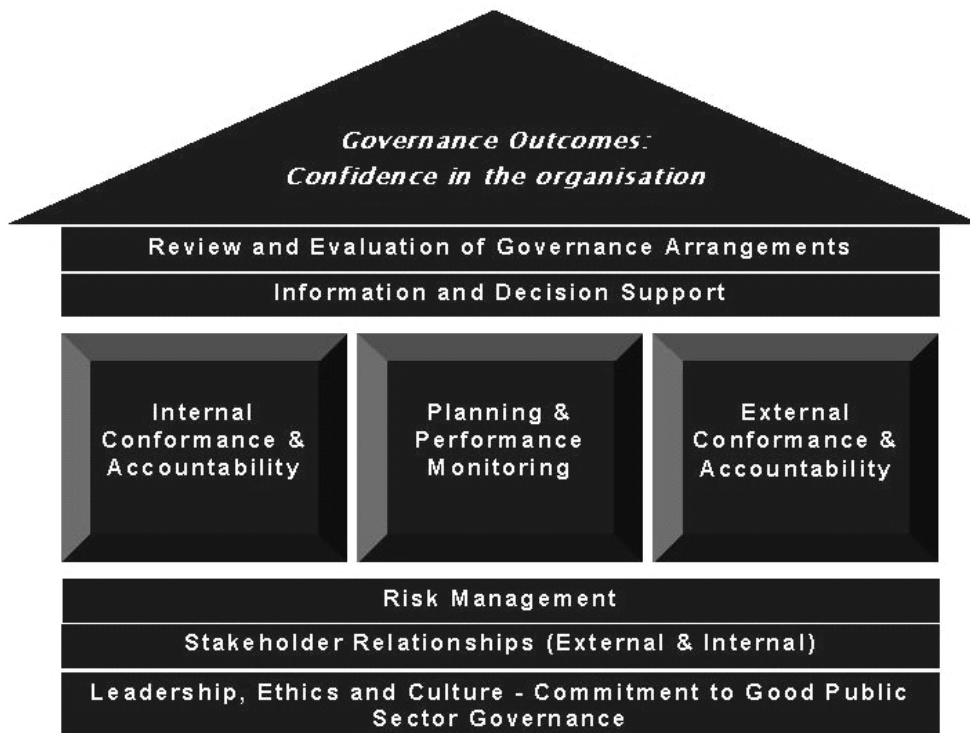 Governance Outcomes:
Confidence in the organisation
Review and Evaluation of Governance Arrangements
Information and Decision Support
Internal
Conformance &
Accountability
Planning &
Performance
Monitoring
External
Conformance &
Accountability
Risk Management
Stakeholder Relationships (External & Internal)
Leadership, Ethics and Culture - Commitment to Good Public
Sector Governance